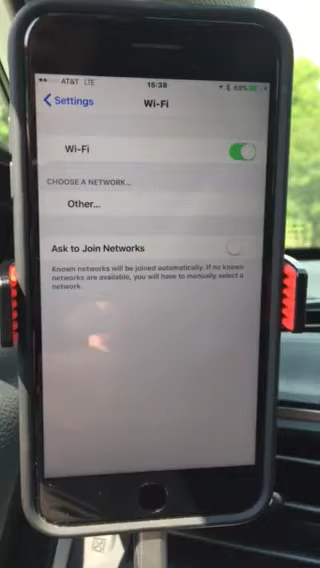 AT&T LTE 15:38 69%
Settings Wi-Fi
Wi-Fi
CHOOSE A NETWORK...
Other...
Ask to Join Networks
Known networks will be joined automatically. If no known
networks are available, you will have to manually select a
network.